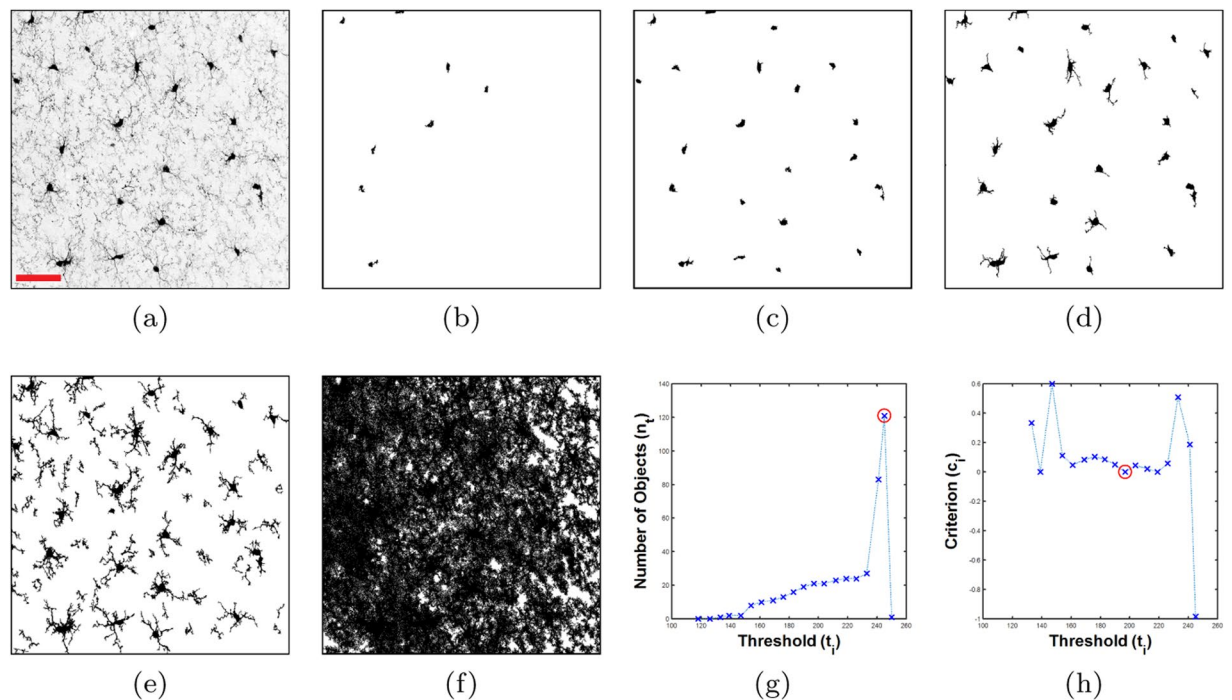 (a)
(b)
(c)
(d)
(e)
(f)
140
120
100
80
60
40
20
0
Number of Objects (n_t)
100 120 140 160 180 200 220 240 260
Threshold (t_i)
(g)
0.6
0.4
0.2
0
-0.2
-0.4
-0.6
-0.8
-1
Criterion (c_i)
100 120 140 160 180 200 220 240 260
Threshold (t_i)
(h)